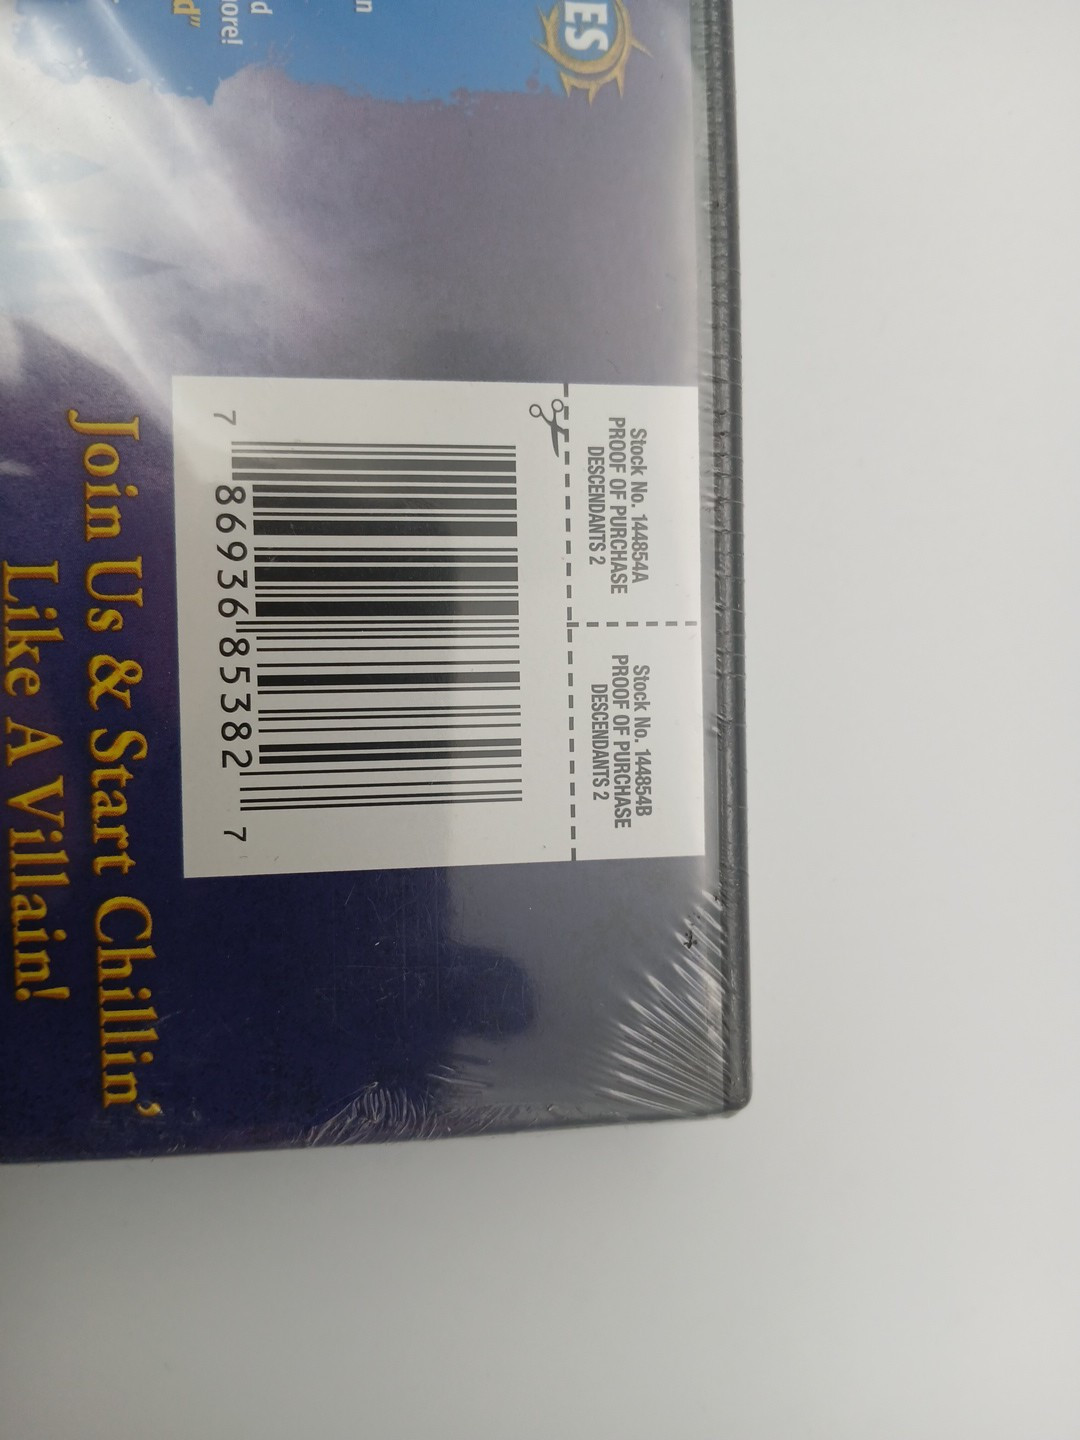 ES
Stock No. 144854A
PROOF OF PURCHASE
DESCENDANTS 2
Stock No. 144854B
PROOF OF PURCHASE
DESCENDANTS 2
7 86936 85382 7
Join Us & Start Chillin'
Like A Villain!